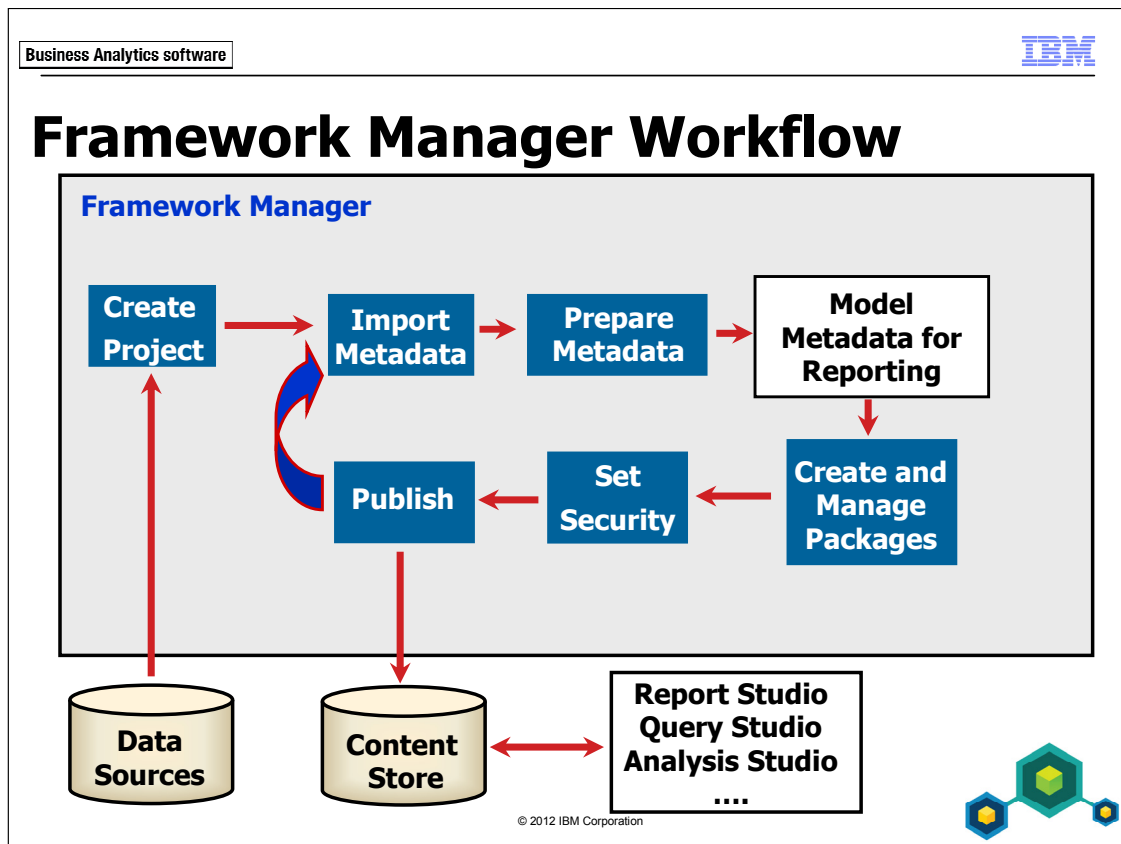 Business Analytics software
IBM
Framework Manager Workflow
Framework Manager
Create
Project
Import
Metadata
Prepare
Metadata
Model
Metadata for
Reporting
Publish
Set
Security
Create and
Manage
Packages
Data
Sources
Content
Store
Report Studio
Query Studio
Analysis Studio
....
© 2012 IBM Corporation